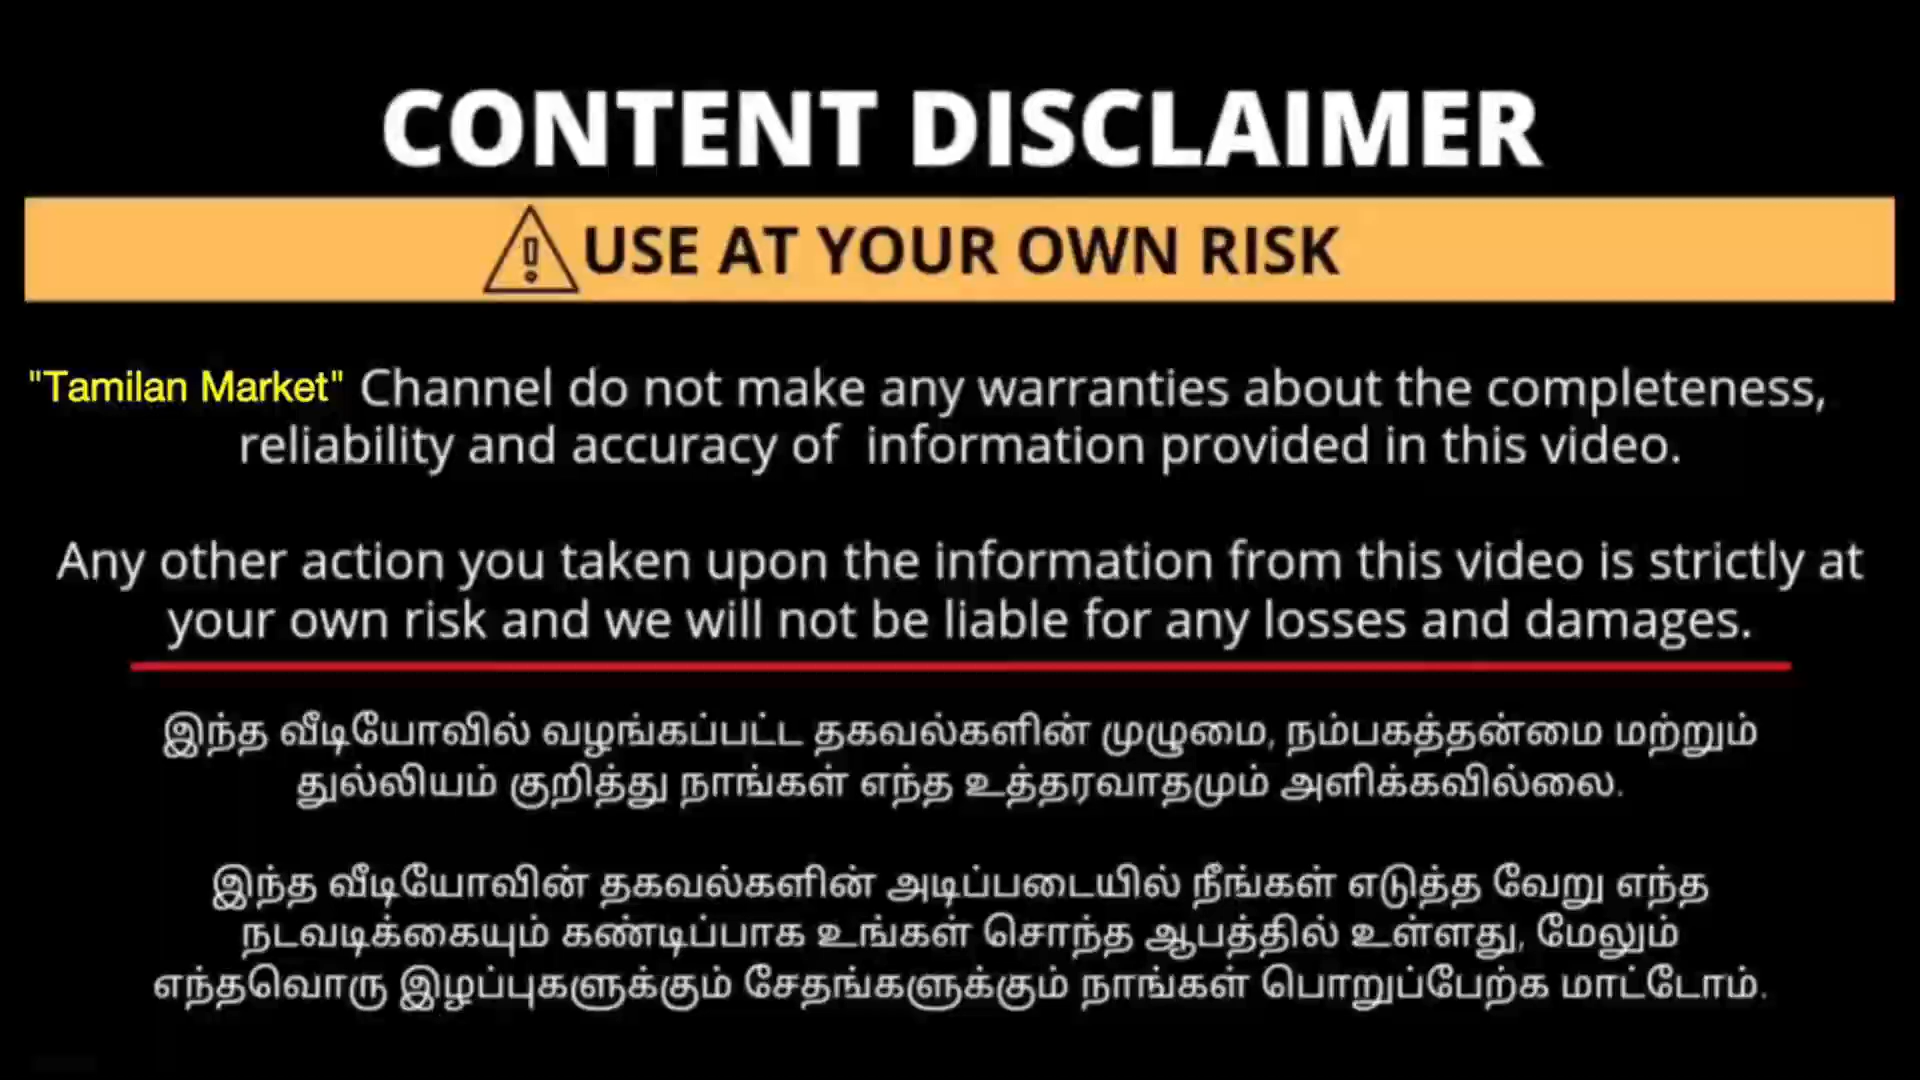 CONTENT DISCLAIMER
USE AT YOUR OWN RISK
"Tamilan Market" Channel do not make any warranties about the completeness,
reliability and accuracy of information provided in this video.
Any other action you taken upon the information from this video is strictly at
your own risk and we will not be liable for any losses and damages.
இந்த வீடியோவில் வழங்கப்பட்ட தகவல்களின் முழுமை, நம்பகத்தன்மை மற்றும்
துல்லியம் குறித்து நாங்கள் எந்த உத்தரவாதமும் அளிக்கவில்லை.
இந்த வீடியோவின் தகவல்களின் அடிப்படையில் நீங்கள் எடுத்த வேறு எந்த
நடவடிக்கையும் கண்டிப்பாக உங்கள் சொந்த ஆபத்தில் உள்ளது, மேலும்
எந்தவொரு இழப்புகளுக்கும் சேதங்களுக்கும் நாங்கள் பொறுப்பேற்க மாட்டோம்.